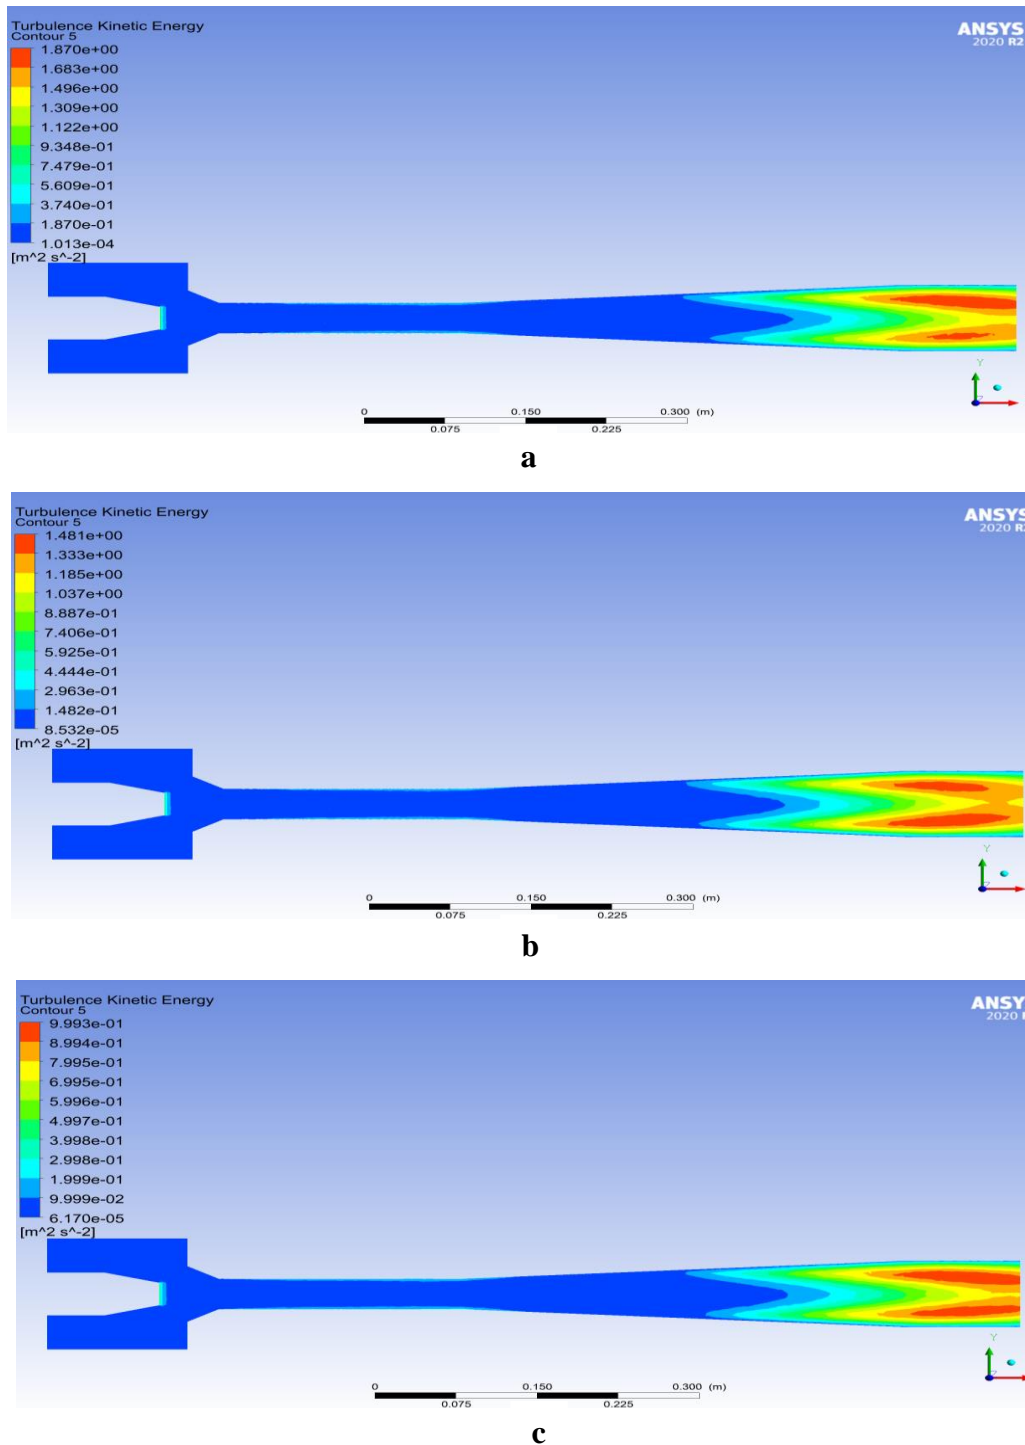 Turbulence Kinetic Energy
Contour 5
ANSYS
2020 R2
1.870e+00
1.683e+00
1.496e+00
1.309e+00
1.122e+00
9.348e-01
7.479e-01
5.609e-01
3.740e-01
1.870e-01
1.013e-04
[m^2 s^-2]
Y
Z
0 0.150 0.300 (m)
0.075 0.225
a
Turbulence Kinetic Energy
Contour 5
ANSYS
2020 R
1.481e+00
1.333e+00
1.185e+00
1.037e+00
8.887e-01
7.406e-01
5.925e-01
4.444e-01
2.963e-01
1.482e-01
8.532e-05
[m^2 s^-2]
Y
Z
0 0.150 0.300 (m)
0.075 0.225
b
Turbulence Kinetic Energy
Contour 5
ANSY
2020
9.993e-01
8.994e-01
7.995e-01
6.995e-01
5.996e-01
4.997e-01
3.998e-01
2.998e-01
1.999e-01
9.999e-02
6.170e-05
[m^2 s^-2]
Y
0 0.150 0.300 (m)
0.075 0.225
c